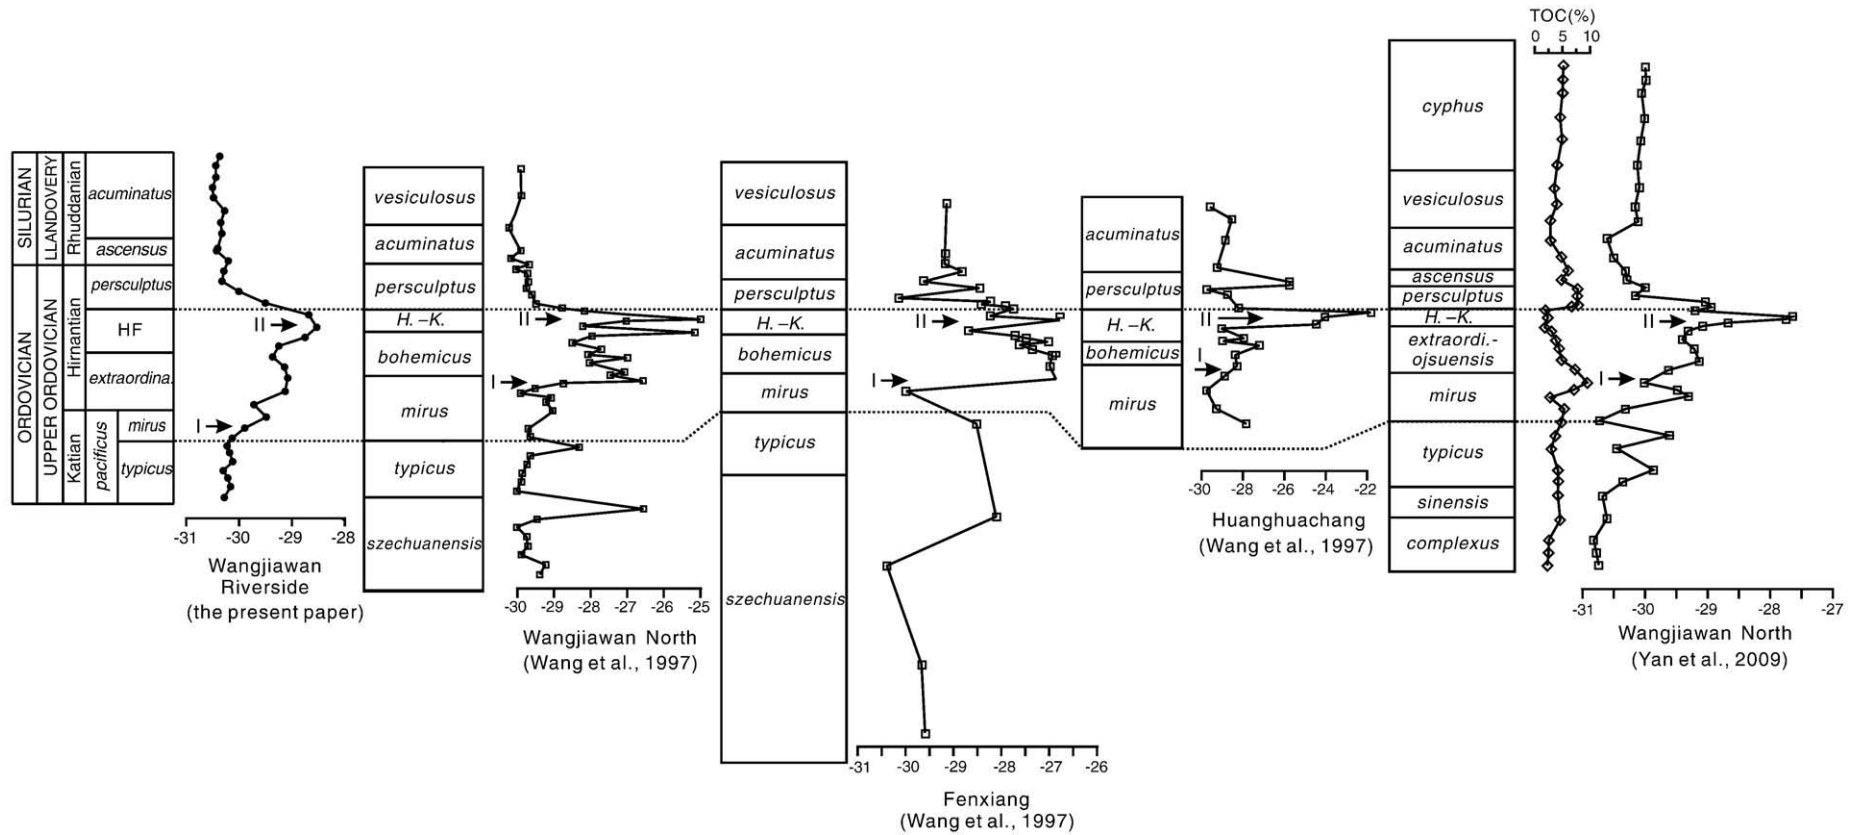 TOC(%)
0 5 10
SILURIAN
LLANDOVERY
Rhuddanian
acuminatus
ascensus
ORDOVICIAN
UPPER ORDOVICIAN
Hirnantian
persculptus
HF
extraordina.
Katian
pacificus
mirus
typicus
I
II
-31 -30 -29 -28
Wangjiawan
Riverside
(the present paper)
vesiculosus
acuminatus
persculptus
H. –K.
bohemicus
mirus
typicus
szechuanensis
II
I
-30 -29 -28 -27 -26 -25
Wangjiawan North
(Wang et al., 1997)
vesiculosus
acuminatus
persculptus
H. –K.
bohemicus
mirus
typicus
szechuanensis
II
I
-31 -30 -29 -28 -27 -26
Fenxiang
(Wang et al., 1997)
acuminatus
persculptus
H. –K.
bohemicus
mirus
II
I
-30 -28 -26 -24 -22
Huanghuachang
(Wang et al., 1997)
cyphus
vesiculosus
acuminatus
ascensus
persculptus
H. –K.
extraordi.-
ojsuensis
mirus
typicus
sinensis
complexus
II
I
-31 -30 -29 -28 -27
Wangjiawan North
(Yan et al., 2009)